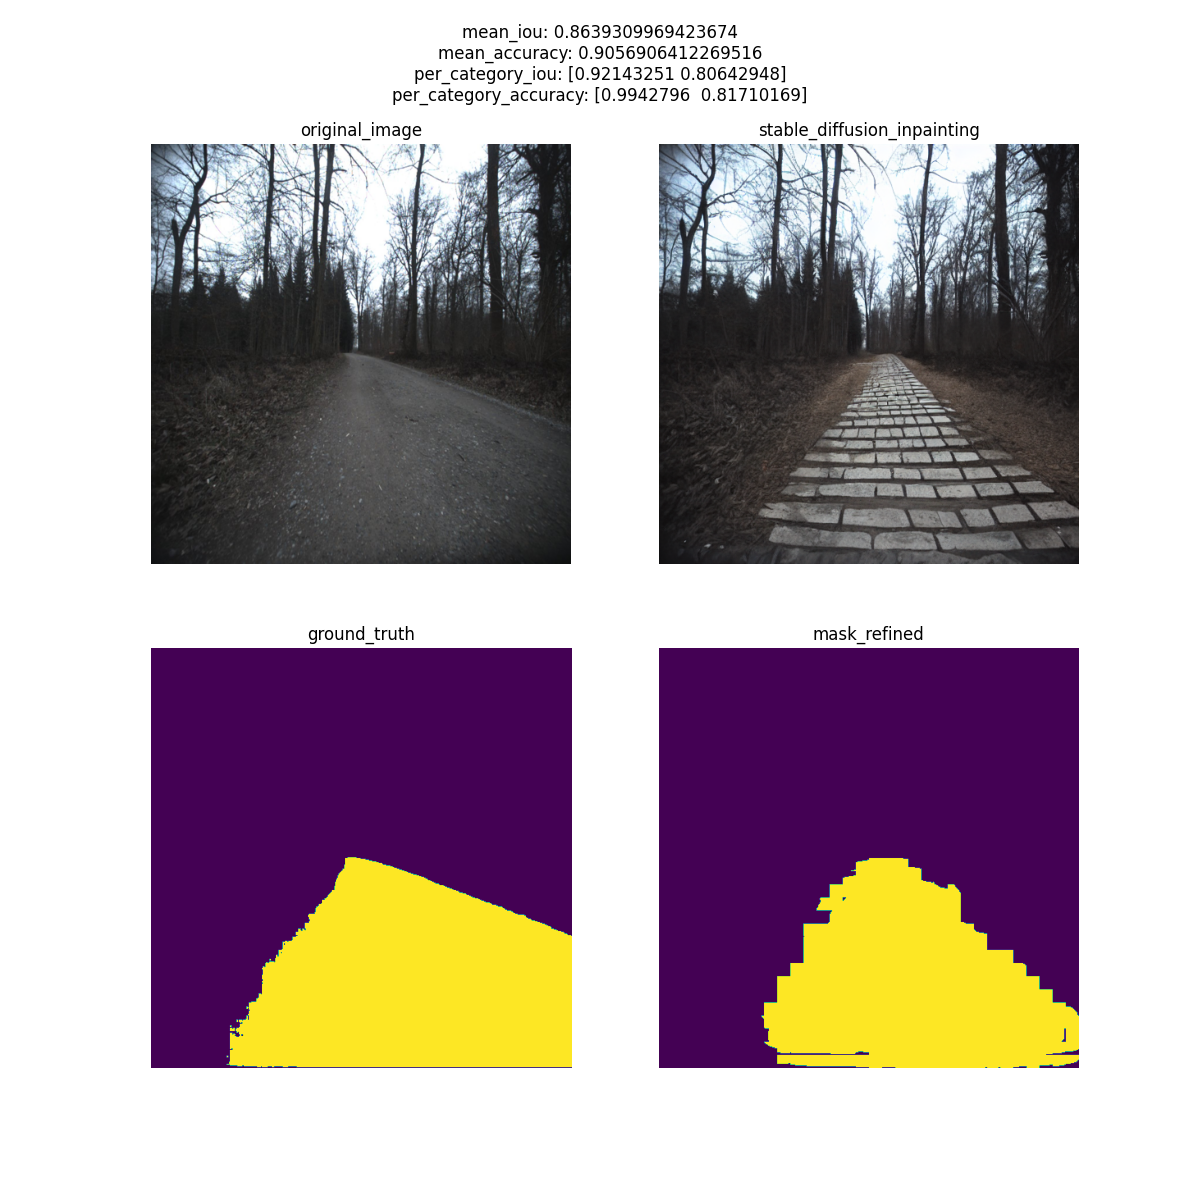 mean_iou: 0.8639309969423674
mean_accuracy: 0.9056906412269516
per_category_iou: [0.92143251 0.80642948]
per_category_accuracy: [0.9942796  0.81710169]
original_image
stable_diffusion_inpainting
ground_truth
mask_refined